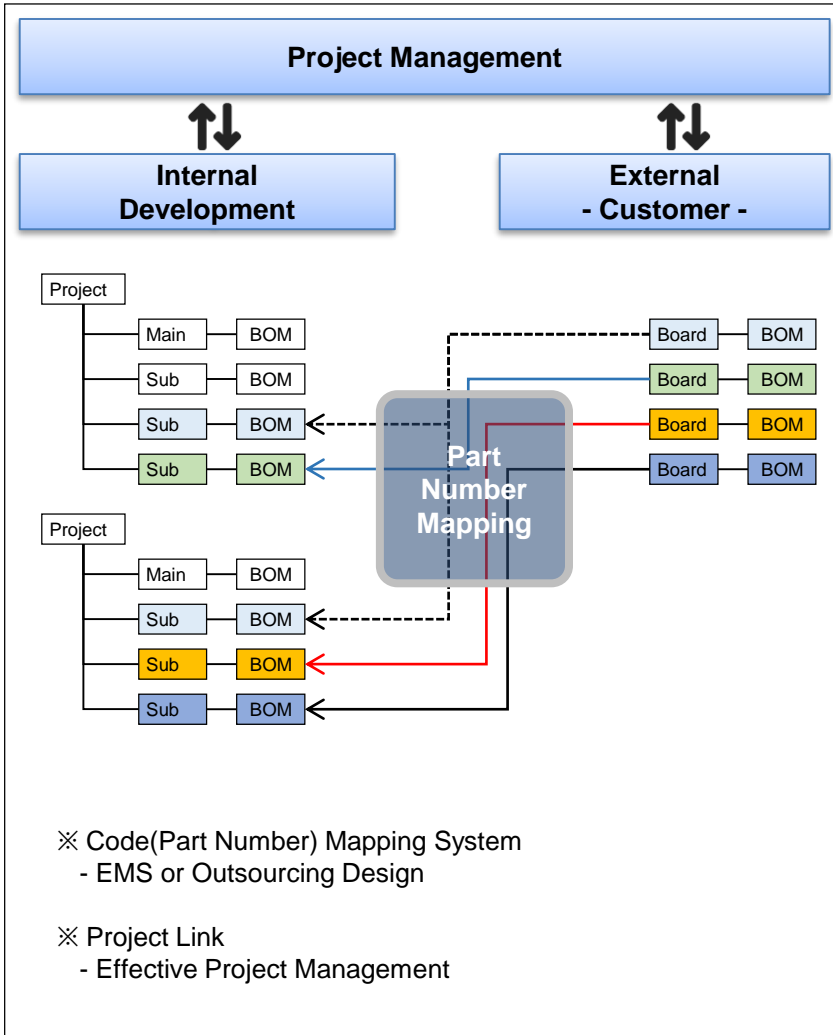 Project Management
Internal
Development
External
- Customer -
Project
Main BOM
Sub BOM
Sub BOM
Sub BOM
Board BOM
Board BOM
Board BOM
Board BOM
Part
Number
Mapping
Project
Main BOM
Sub BOM
Sub BOM
Sub BOM
※ Code(Part Number) Mapping System
- EMS or Outsourcing Design
※ Project Link
- Effective Project Management